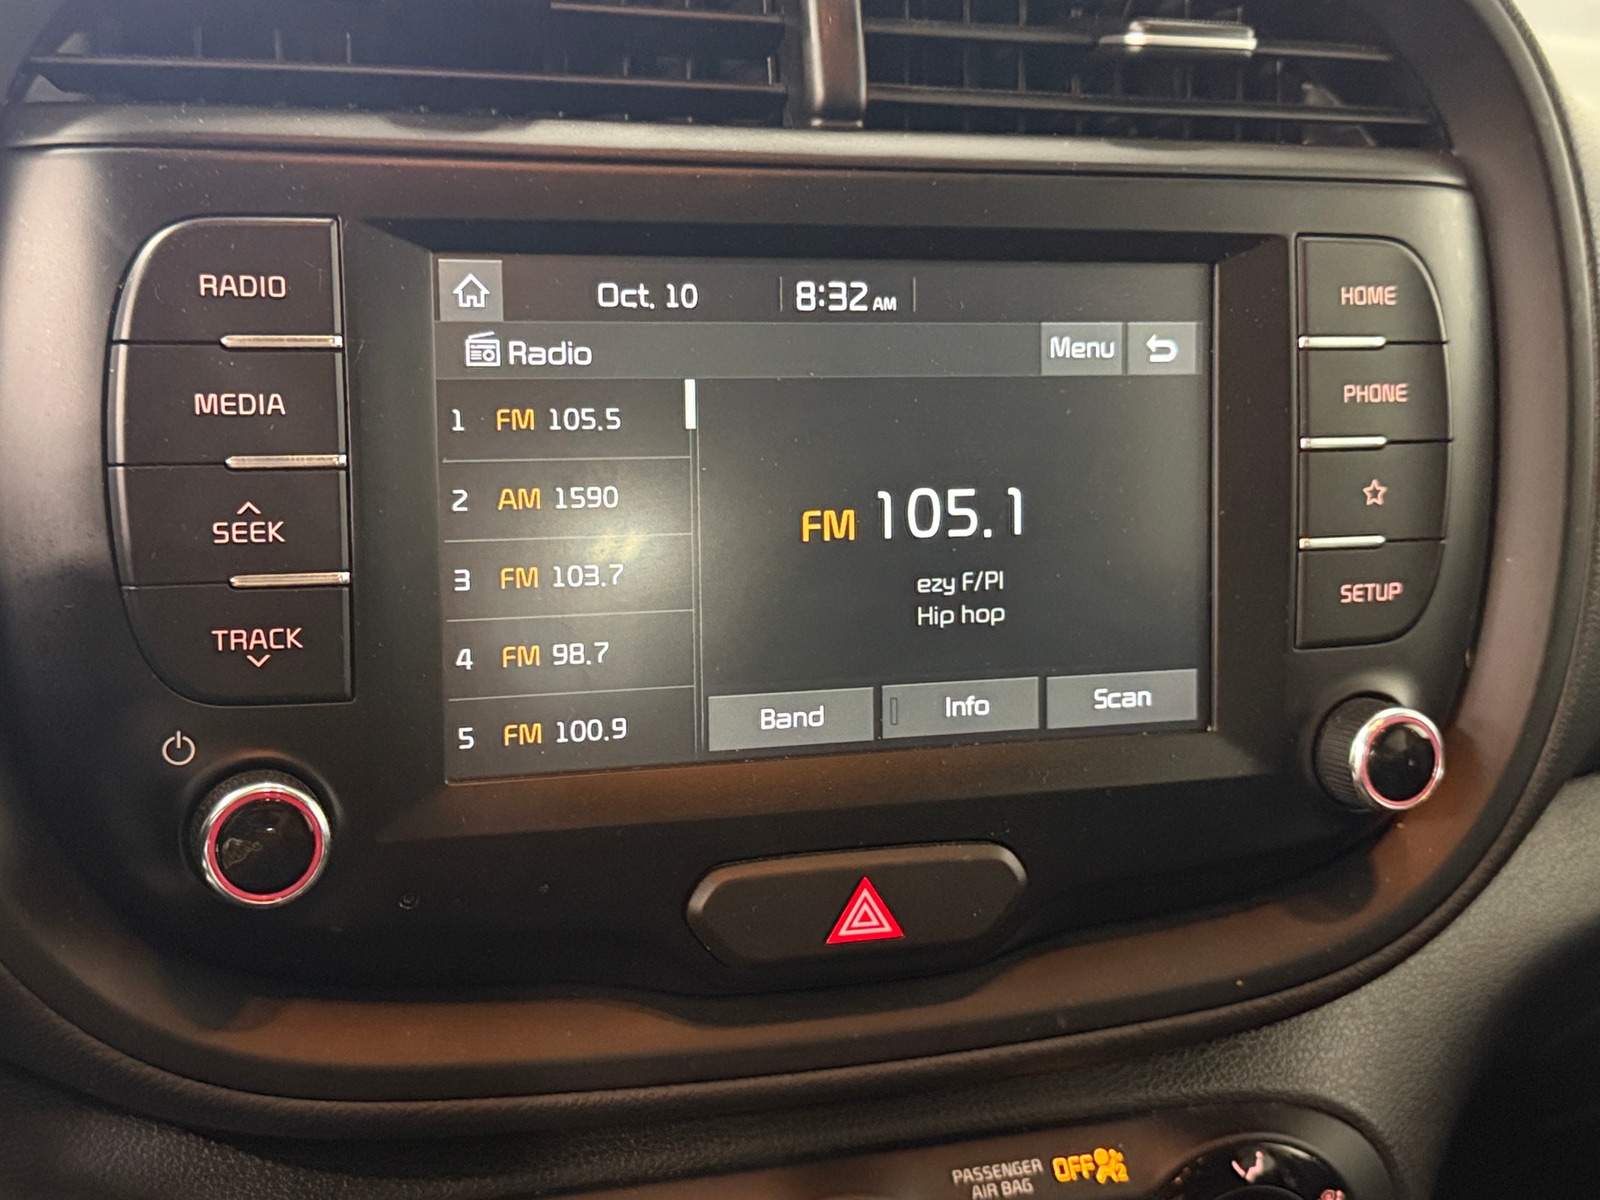 RADIO
MEDIA
SEEK
TRACK
Oct. 10
8:32 AM
Radio
Menu
1 FM 105.5
2 AM 1590
3 FM 103.7
4 FM 98.7
5 FM 100.9
FM 105.1
ezy F/PI
Hip hop
Band
Info
Scan
HOME
PHONE
SETUP
PASSENGER
AIR BAG
OFF
2